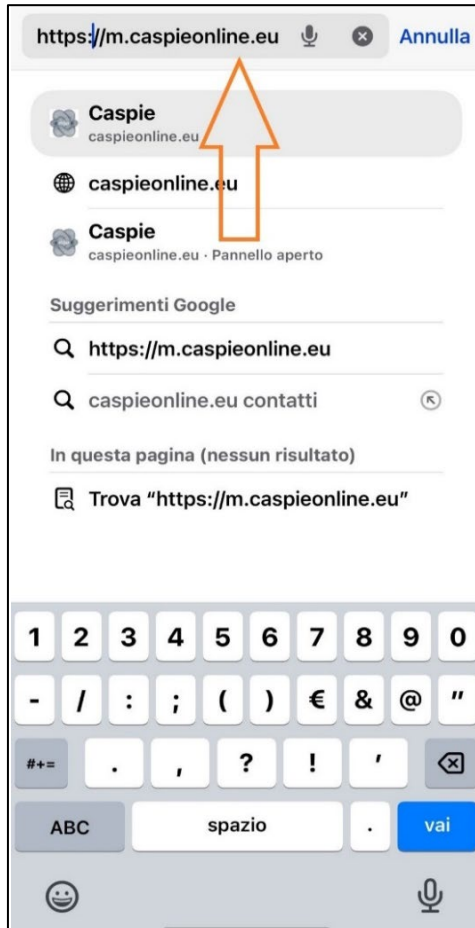 https://m.caspieonline.eu Annulla
Caspie
caspieonline.eu
caspieonline.eu
Caspie
caspieonline.eu · Pannello aperto
Suggerimenti Google
https://m.caspieonline.eu
caspieonline.eu contatti
In questa pagina (nessun risultato)
Trova “https://m.caspieonline.eu”
1 2 3 4 5 6 7 8 9 0
- / : ; ( ) € & @ "
#+= . , ? ! ’
ABC spazio . vai